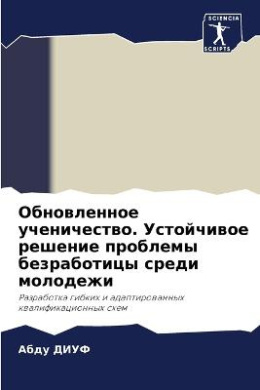 SCIENCIA
SCRIPTS
Обновленное
ученичество. Устойчивое
решение проблемы
безработицы среди
молодежи
Разработка гибких и адаптированных
квалификационных схем
Абду ДИУФ